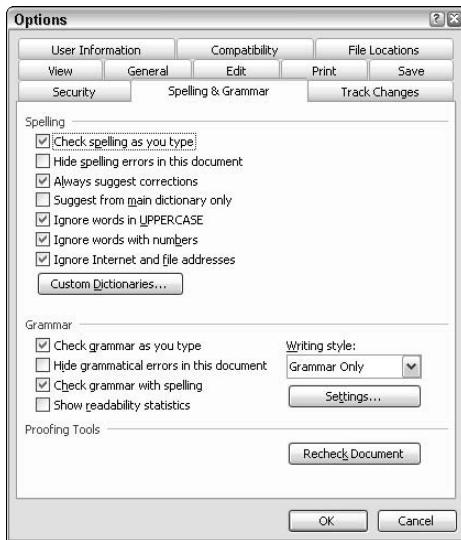 Options
User Information Compatibility File Locations
View General Edit Print Save
Security Spelling & Grammar Track Changes
Spelling
Check spelling as you type
Hide spelling errors in this document
Always suggest corrections
Suggest from main dictionary only
Ignore words in UPPERCASE
Ignore words with numbers
Ignore Internet and file addresses
Custom Dictionaries...
Grammar
Check grammar as you type Writing style:
Hide grammatical errors in this document Grammar Only
Check grammar with spelling Settings...
Show readability statistics
Proofing Tools
Recheck Document
OK Cancel